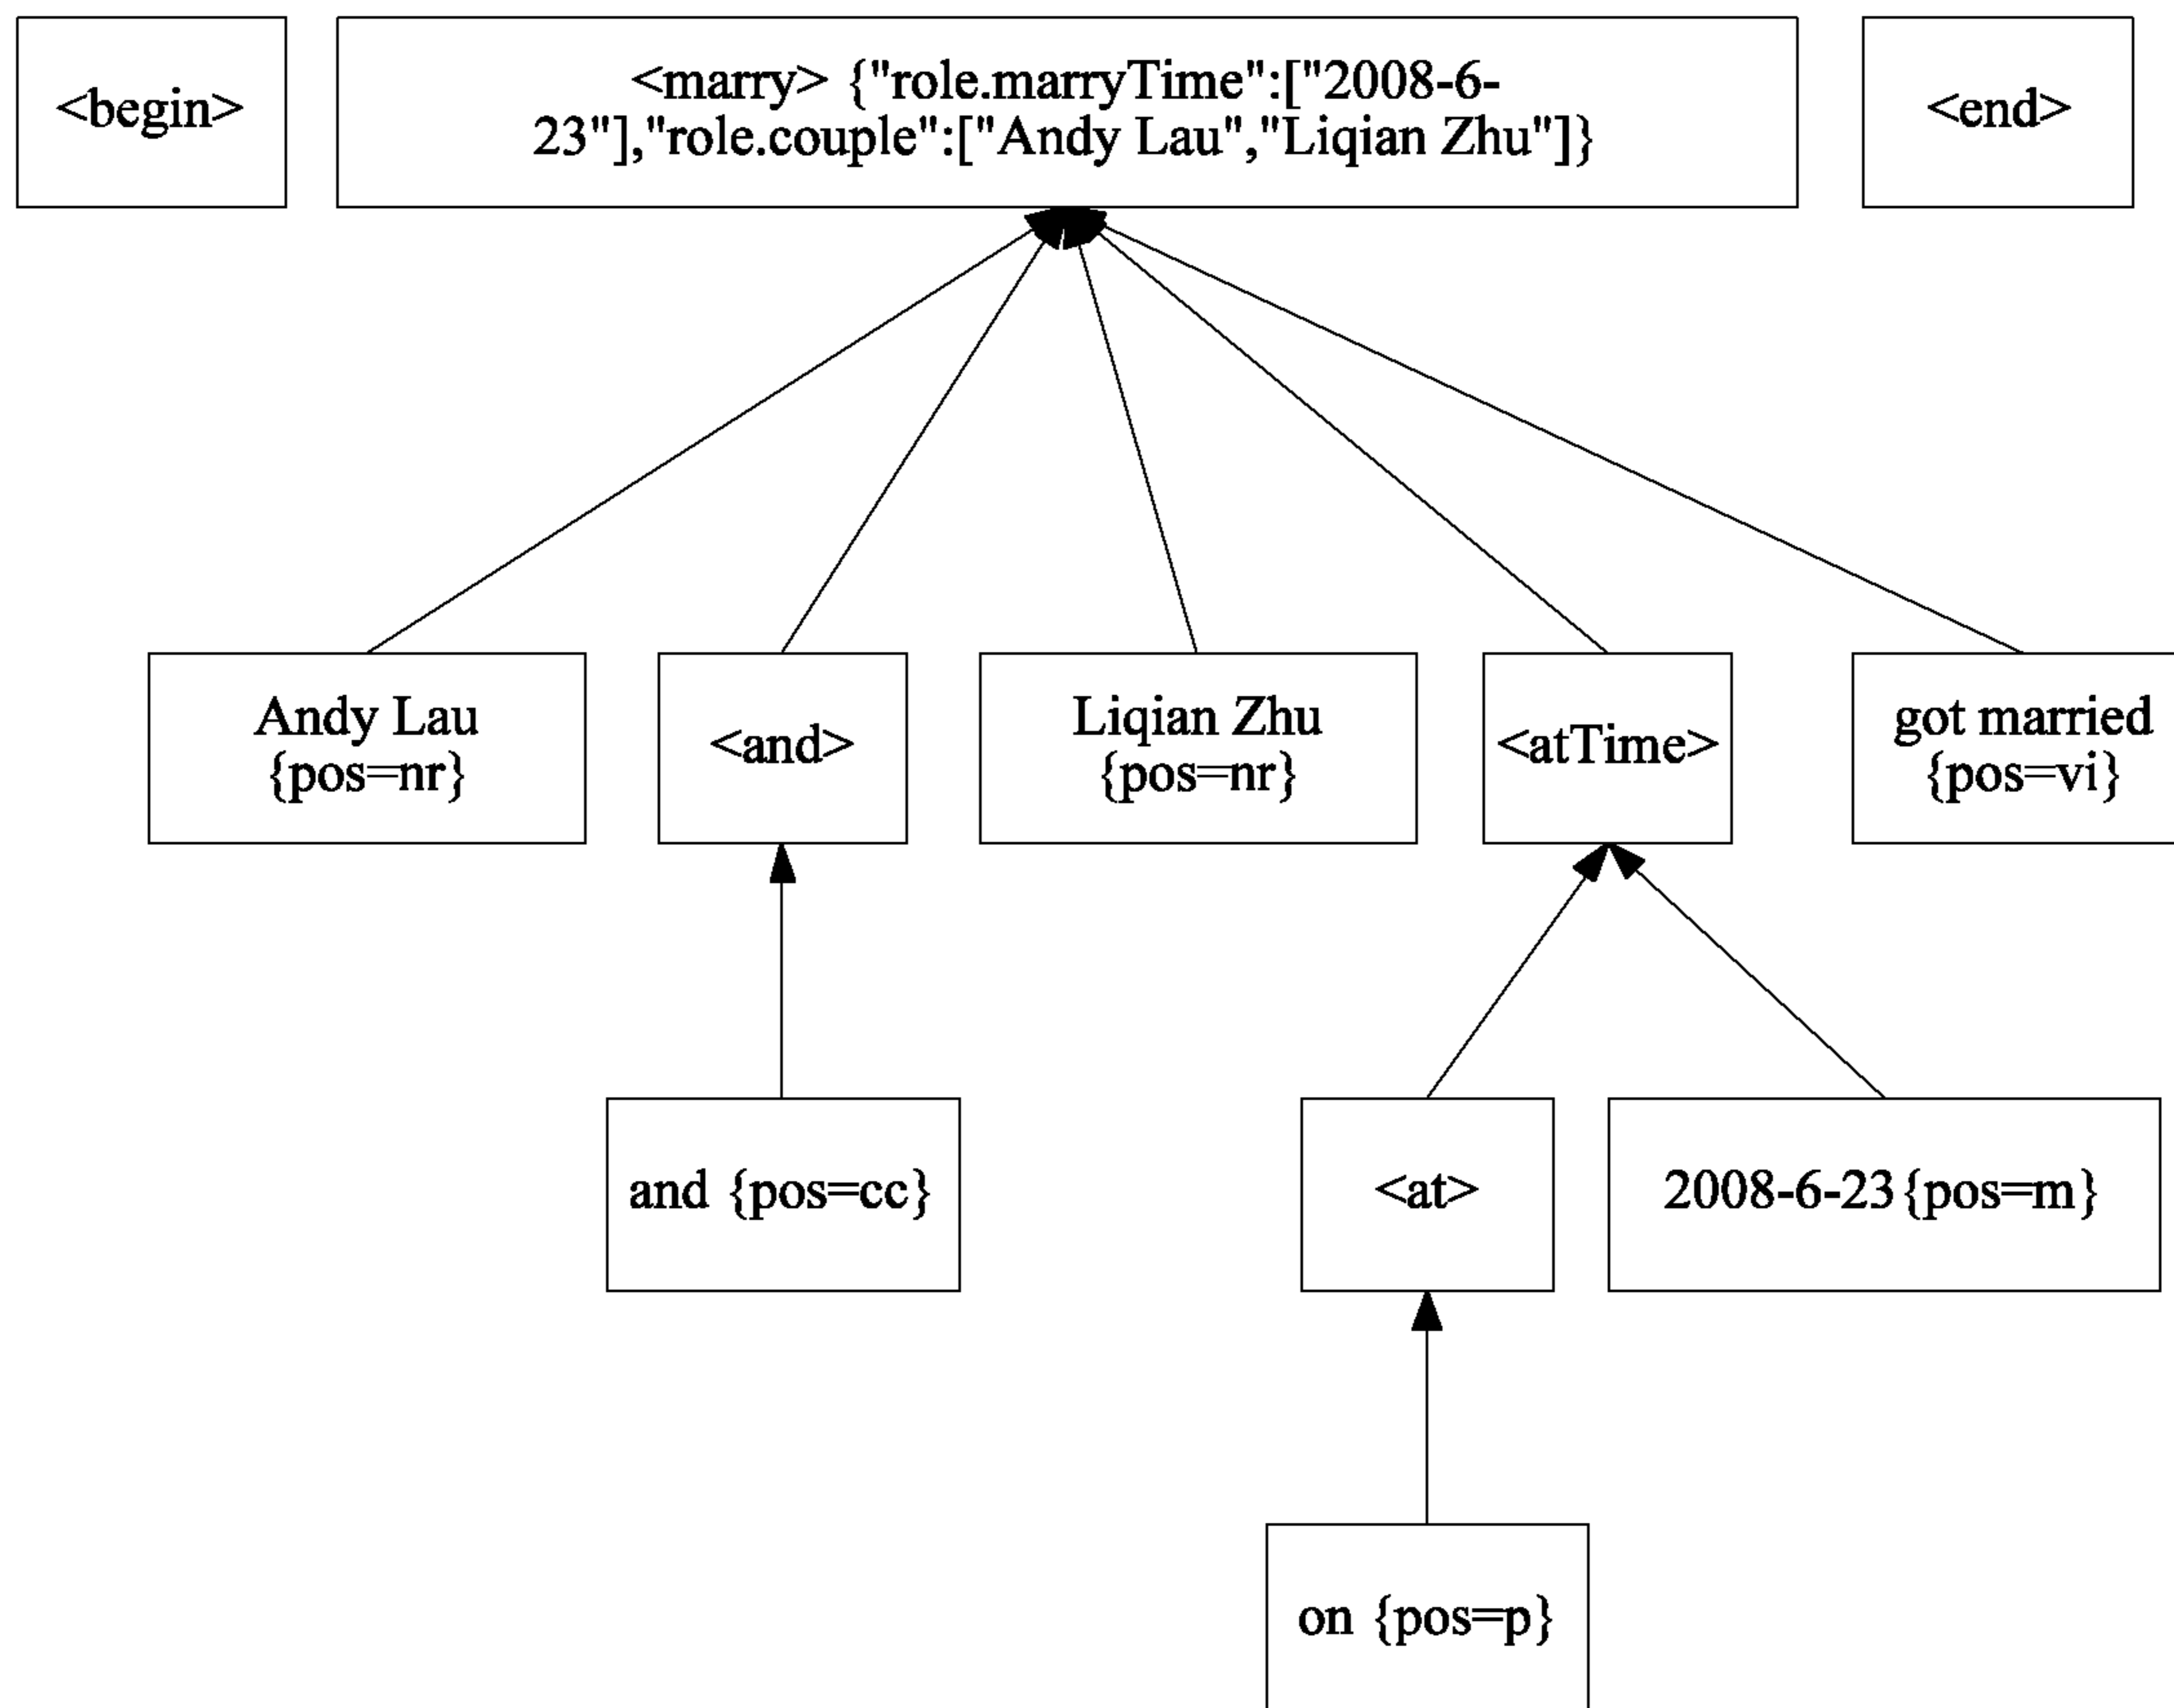 <begin>
<marry> {"role.marryTime":["2008-6-
23"],"role.couple":["Andy Lau","Liqian Zhu"]}
<end>
Andy Lau
{pos=nr}
<and>
Liqian Zhu
{pos=nr}
<atTime>
got married
{pos=vi}
and {pos=cc}
<at>
2008-6-23{pos=m}
on {pos=p}